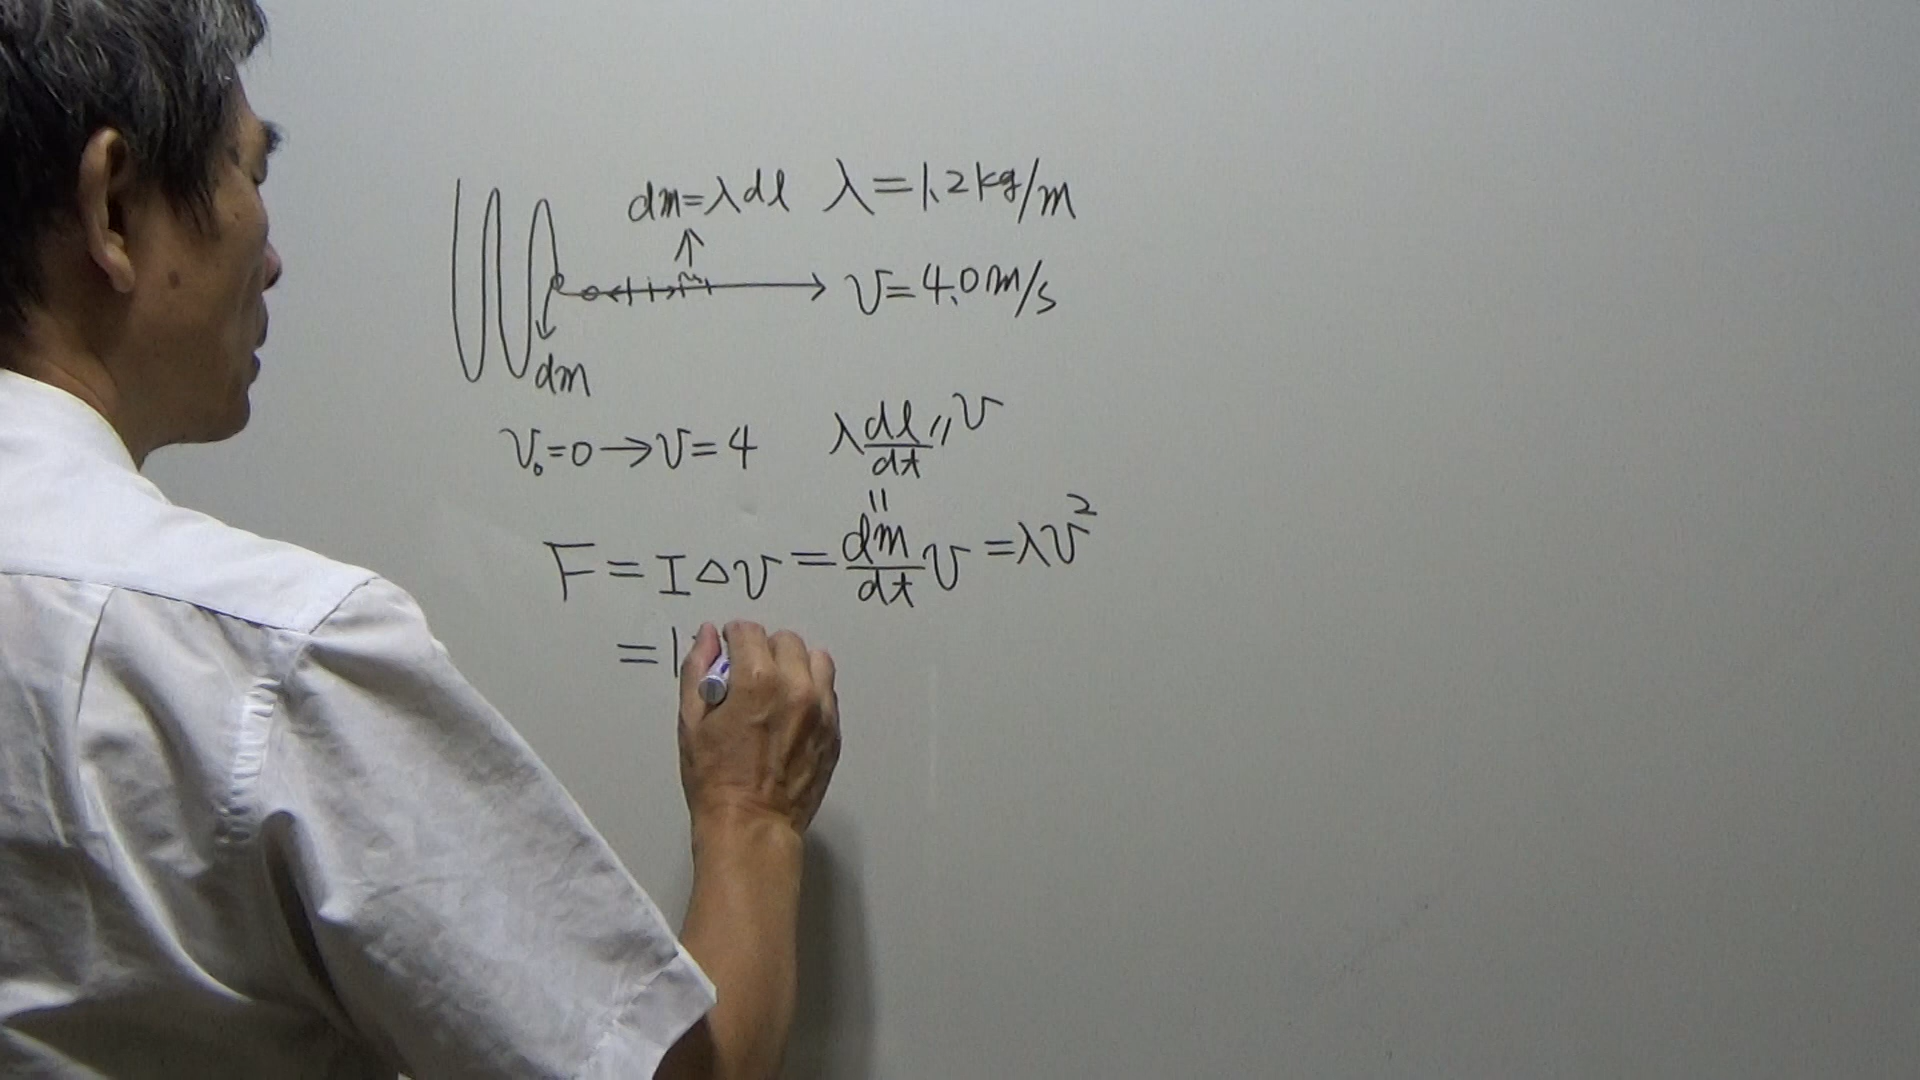 dm=λdl λ=1.2kg/m
v=4.0m/s
dm
v₀=0→v=4 λdl/dt〃v
〃
F=IΔv=dm/dt v=λv²
=1